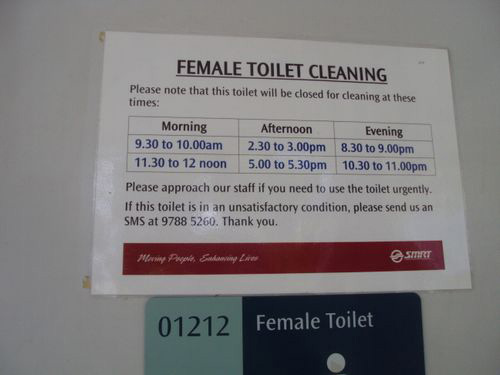 FEMALE TOILET CLEANING
Please note that this toilet will be closed for cleaning at these
times:
Morning Afternoon Evening
9.30 to 10.00am 2.30 to 3.00pm 8.30 to 9.00pm
11.30 to 12 noon 5.00 to 5.30pm 10.30 to 11.00pm
Please approach our staff if you need to use the toilet urgently.
If this toilet is in an unsatisfactory condition, please send us an
SMS at 9788 5260. Thank you.
Moving People, Enhancing Lives SMRT
01212 Female Toilet